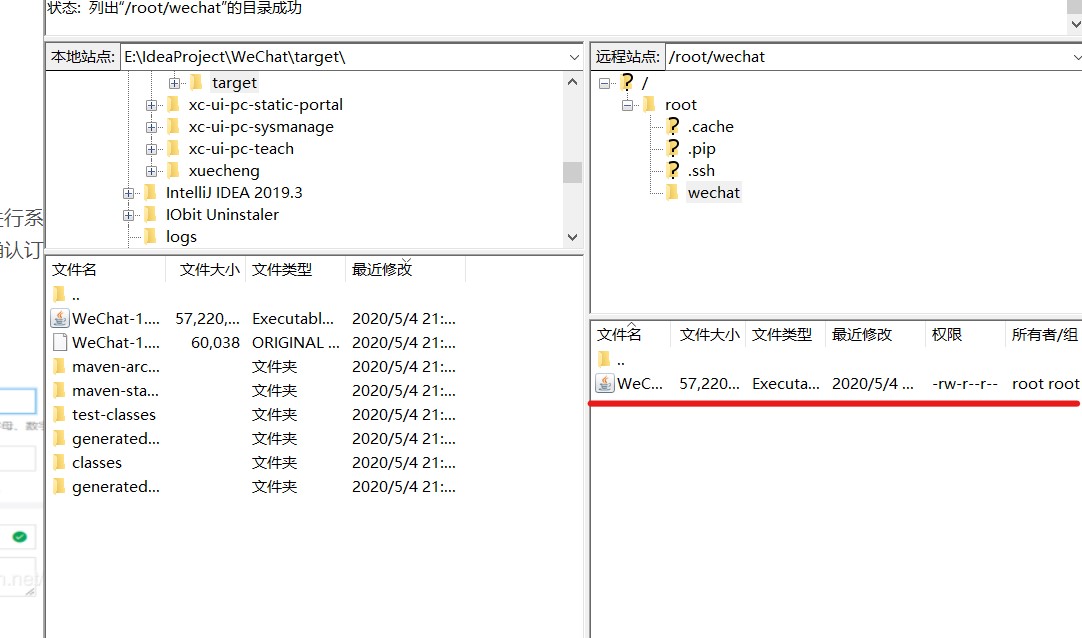 状态: 列出“/root/wechat”的目录成功
本地站点: E:\IdeaProject\WeChat\target\
target
xc-ui-pc-static-portal
xc-ui-pc-sysmanage
xc-ui-pc-teach
xuecheng
IntelliJ IDEA 2019.3
IObit Uninstaler
logs
文件名 文件大小 文件类型 最近修改
..
WeChat-1.... 57,220,... Executabl... 2020/5/4 21:...
WeChat-1.... 60,038 ORIGINAL ... 2020/5/4 21:...
maven-arc... 文件夹 2020/5/4 21:...
maven-sta... 文件夹 2020/5/4 21:...
test-classes 文件夹 2020/5/4 21:...
generated... 文件夹 2020/5/4 21:...
classes 文件夹 2020/5/4 21:...
generated... 文件夹 2020/5/4 21:...
远程站点: /root/wechat
/
root
.cache
.pip
.ssh
wechat
文件名 文件大小 文件类型 最近修改 权限 所有者/组
..
WeC... 57,220... Executa... 2020/5/4 ... -rw-r--r-- root root
行系
认订